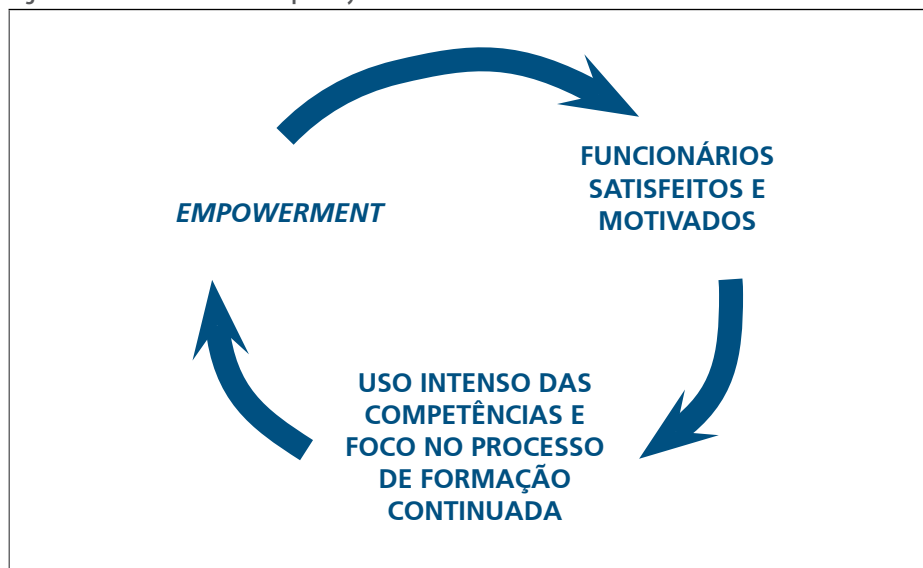 EMPOWERMENT
FUNCIONÁRIOS
SATISFEITOS E
MOTIVADOS
USO INTENSO DAS
COMPETÊNCIAS E
FOCO NO PROCESSO
DE FORMAÇÃO
CONTINUADA